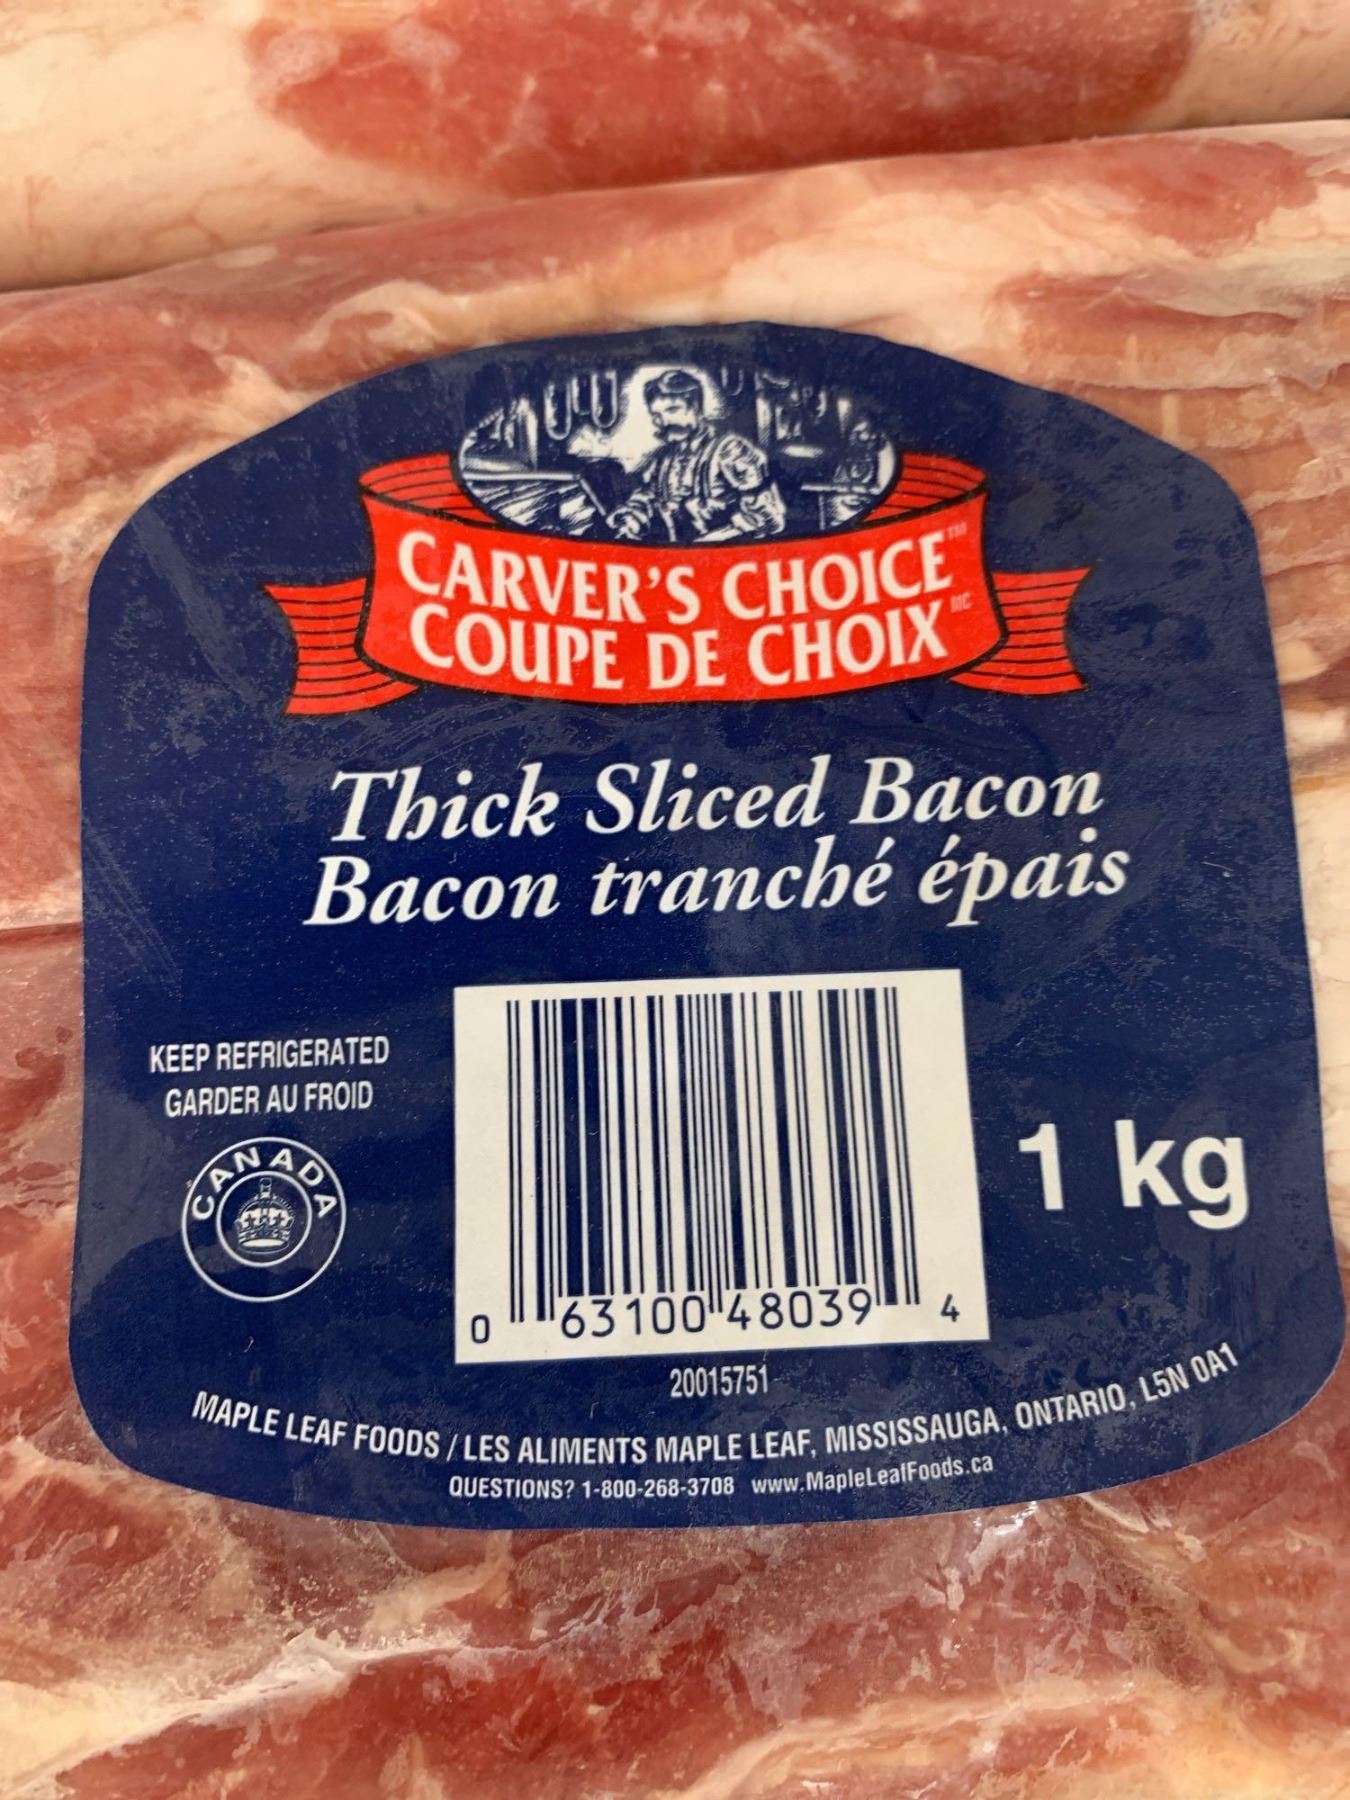 CARVER'S CHOICE™
COUPE DE CHOIX MC
Thick Sliced Bacon
Bacon tranché épais
KEEP REFRIGERATED
GARDER AU FROID
CANADA
1 kg
0 63100 48039 4
20015751
MAPLE LEAF FOODS / LES ALIMENTS MAPLE LEAF, MISSISSAUGA, ONTARIO, L5N 0A1
QUESTIONS? 1-800-268-3708 www.MapleLeafFoods.ca